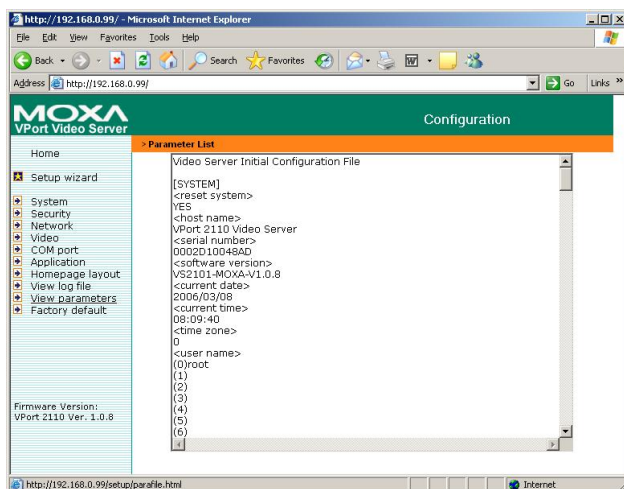 http://192.168.0.99/ - Microsoft Internet Explorer
File Edit View Favorites Tools Help
Back Search Favorites
Address http://192.168.0.99/ Go Links »
MOXA
VPort Video Server
Configuration
> Parameter List
Home
Setup wizard
System
Security
Network
Video
COM port
Application
Homepage layout
View log file
View parameters
Factory default
Firmware Version:
VPort 2110 Ver. 1.0.8
Video Server Initial Configuration File
[SYSTEM]
<reset system>
YES
<host name>
VPort 2110 Video Server
<serial number>
0002D10048AD
<software version>
VS2101-MOXA-V1.0.8
<current date>
2006/03/08
<current time>
08:09:40
<time zone>
0
<user name>
(0)root
(1)
(2)
(3)
(4)
(5)
(6)
http://192.168.0.99/setup/parafile.html Internet